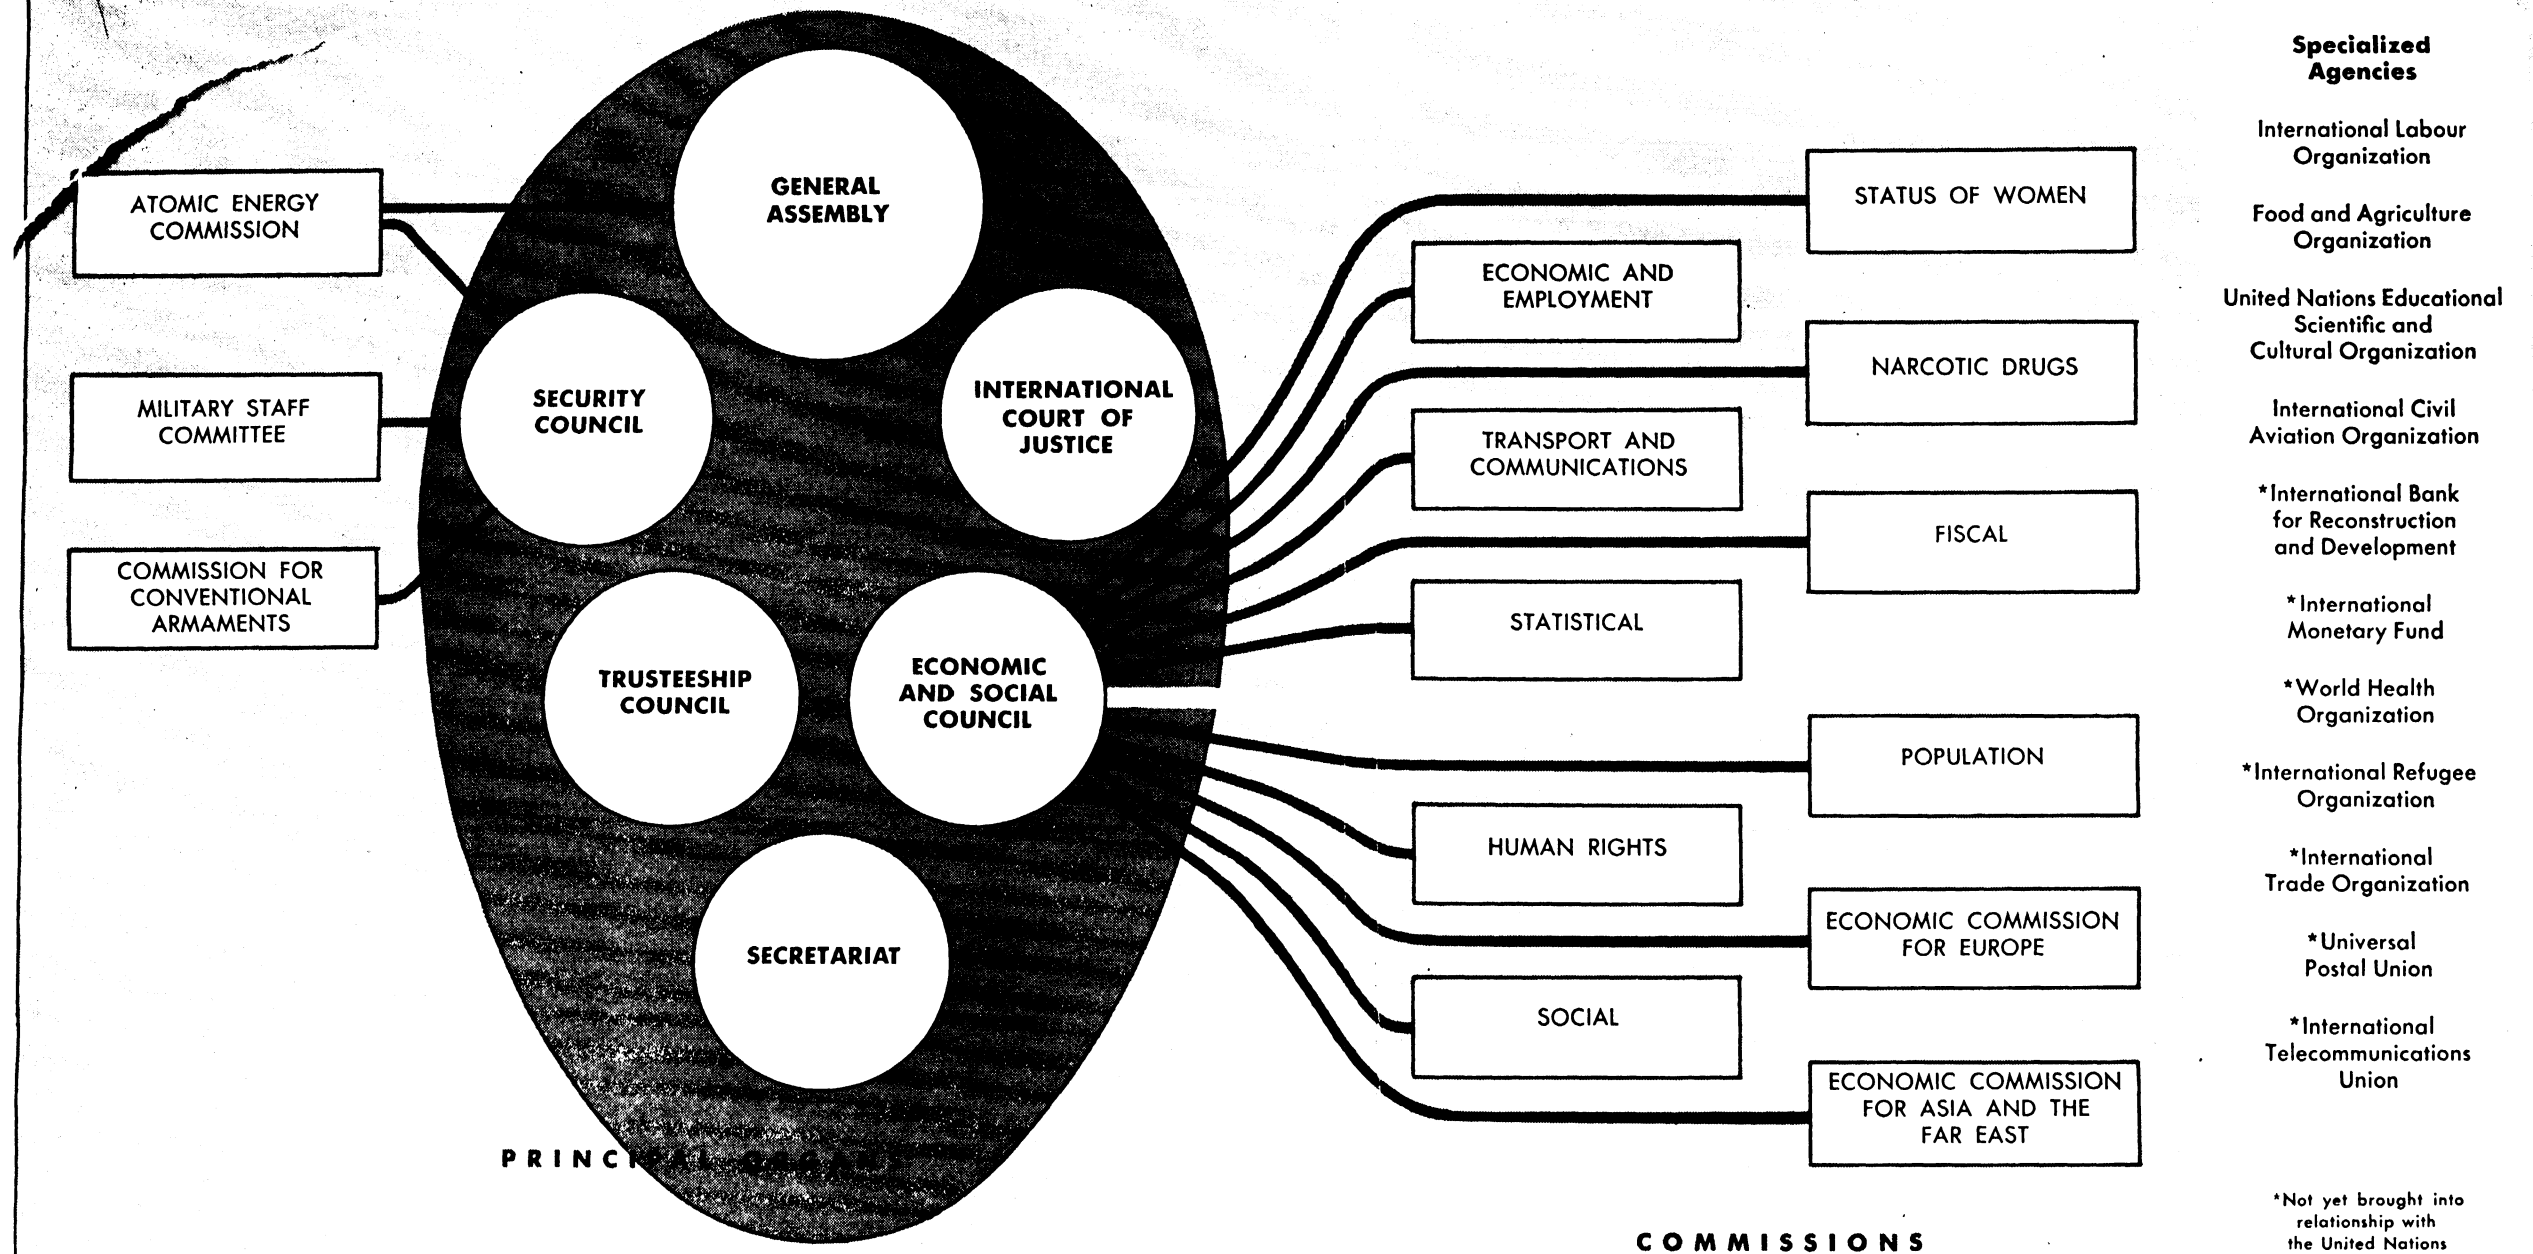 ATOMIC ENERGY
COMMISSION
MILITARY STAFF
COMMITTEE
COMMISSION FOR
CONVENTIONAL
ARMAMENTS
GENERAL
ASSEMBLY
SECURITY
COUNCIL
INTERNATIONAL
COURT OF
JUSTICE
TRUSTEESHIP
COUNCIL
ECONOMIC
AND SOCIAL
COUNCIL
SECRETARIAT
PRINCIPAL ORGANS
STATUS OF WOMEN
ECONOMIC AND
EMPLOYMENT
NARCOTIC DRUGS
TRANSPORT AND
COMMUNICATIONS
FISCAL
STATISTICAL
POPULATION
HUMAN RIGHTS
ECONOMIC COMMISSION
FOR EUROPE
SOCIAL
ECONOMIC COMMISSION
FOR ASIA AND THE
FAR EAST
COMMISSIONS
Specialized
Agencies
International Labour
Organization
Food and Agriculture
Organization
United Nations Educational
Scientific and
Cultural Organization
International Civil
Aviation Organization
*International Bank
for Reconstruction
and Development
*International
Monetary Fund
*World Health
Organization
*International Refugee
Organization
*International
Trade Organization
*Universal
Postal Union
*International
Telecommunications
Union
*Not yet brought into
relationship with
the United Nations